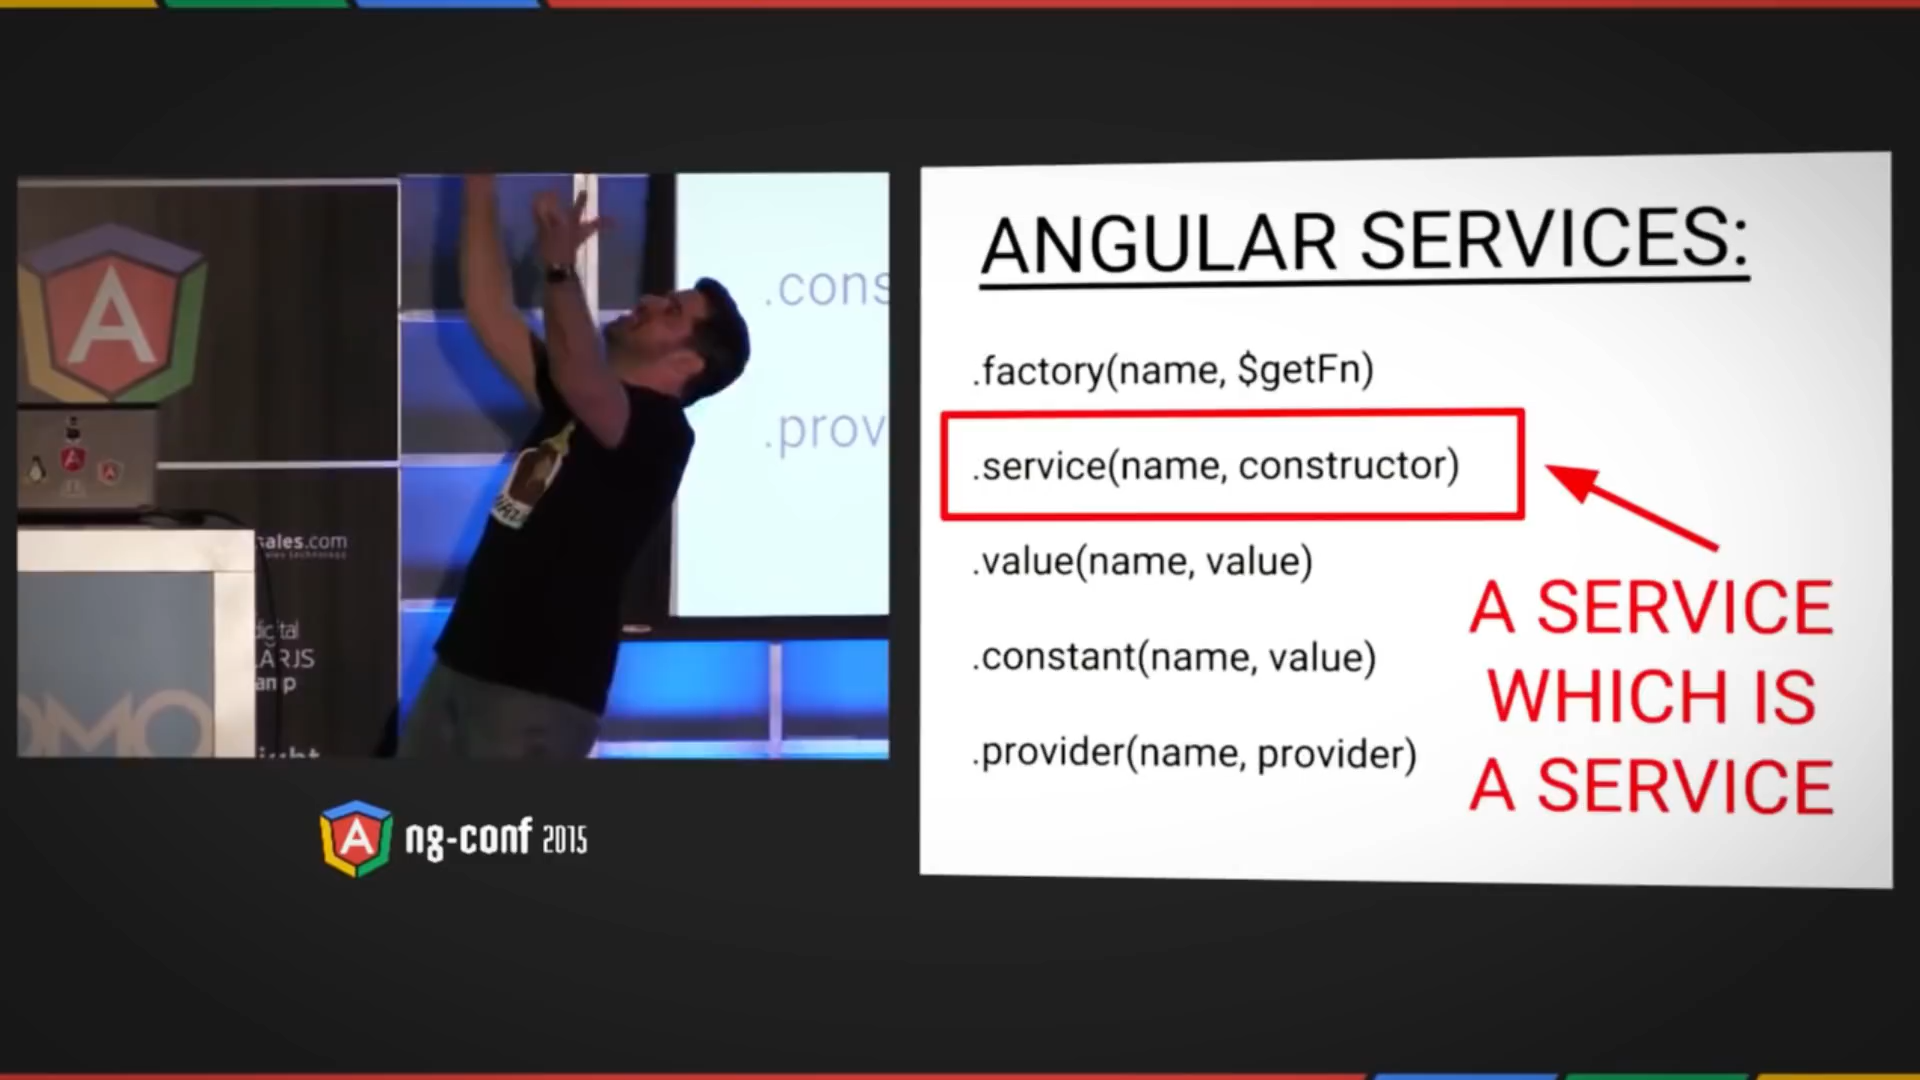 A
.cons
.prov
.com
A
ng-conf 2015
ANGULAR SERVICES:
.factory(name, $getFn)
.service(name, constructor)
.value(name, value)
.constant(name, value)
.provider(name, provider)
A SERVICE
WHICH IS
A SERVICE